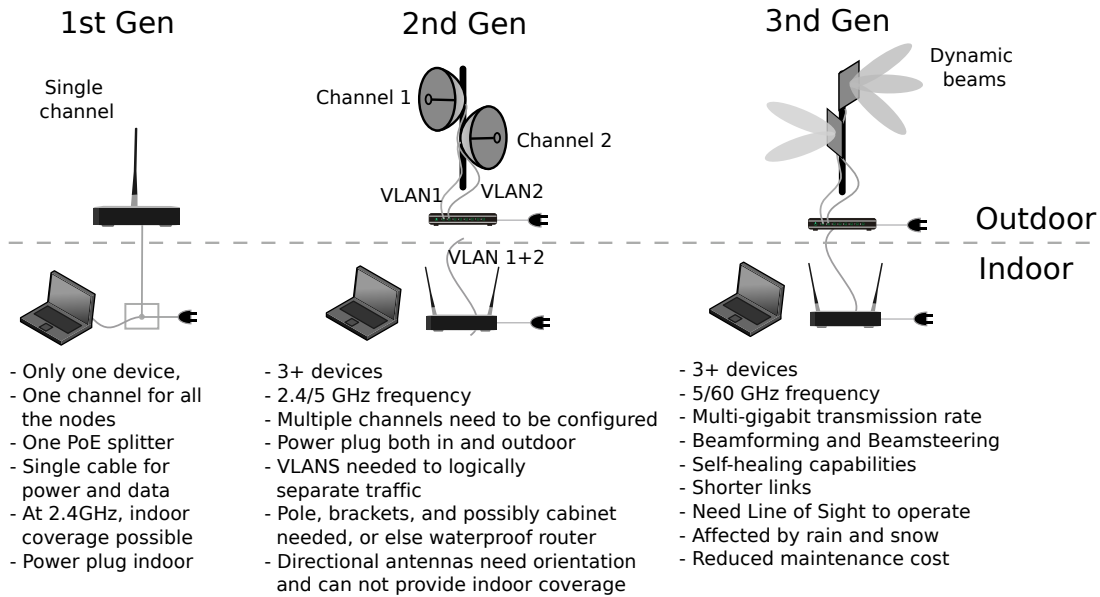 1st Gen
2nd Gen
3nd Gen
Single
channel
Channel 1
Channel 2
VLAN1
VLAN2
Dynamic
beams
Outdoor
Indoor
VLAN 1+2
- Only one device,
- One channel for all
the nodes
- One PoE splitter
- Single cable for
power and data
- At 2.4GHz, indoor
coverage possible
- Power plug indoor
- 3+ devices
- 2.4/5 GHz frequency
- Multiple channels need to be configured
- Power plug both in and outdoor
- VLANS needed to logically
separate traffic
- Pole, brackets, and possibly cabinet
needed, or else waterproof router
- Directional antennas need orientation
and can not provide indoor coverage
- 3+ devices
- 5/60 GHz frequency
- Multi-gigabit transmission rate
- Beamforming and Beamsteering
- Self-healing capabilities
- Shorter links
- Need Line of Sight to operate
- Affected by rain and snow
- Reduced maintenance cost